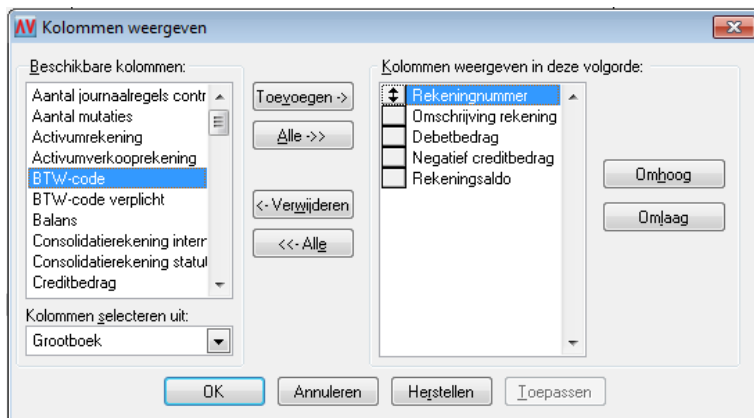 Kolommen weergeven
Beschikbare kolommen:
Aantal journaalregels contr
Aantal mutaties
Activumrekening
Activumverkooprekening
BTW-code
BTW-code verplicht
Balans
Consolidatierekening interr
Consolidatierekening statut
Creditbedrag
Kolommen selecteren uit:
Grootboek
Toevoegen ->
Alle ->>
<- Verwijderen
<<- Alle
Kolommen weergeven in deze volgorde:
Rekeningnummer
Omschrijving rekening
Debetbedrag
Negatief creditbedrag
Rekeningsaldo
Omhoog
Omlaag
OK
Annuleren
Herstellen
Toepassen